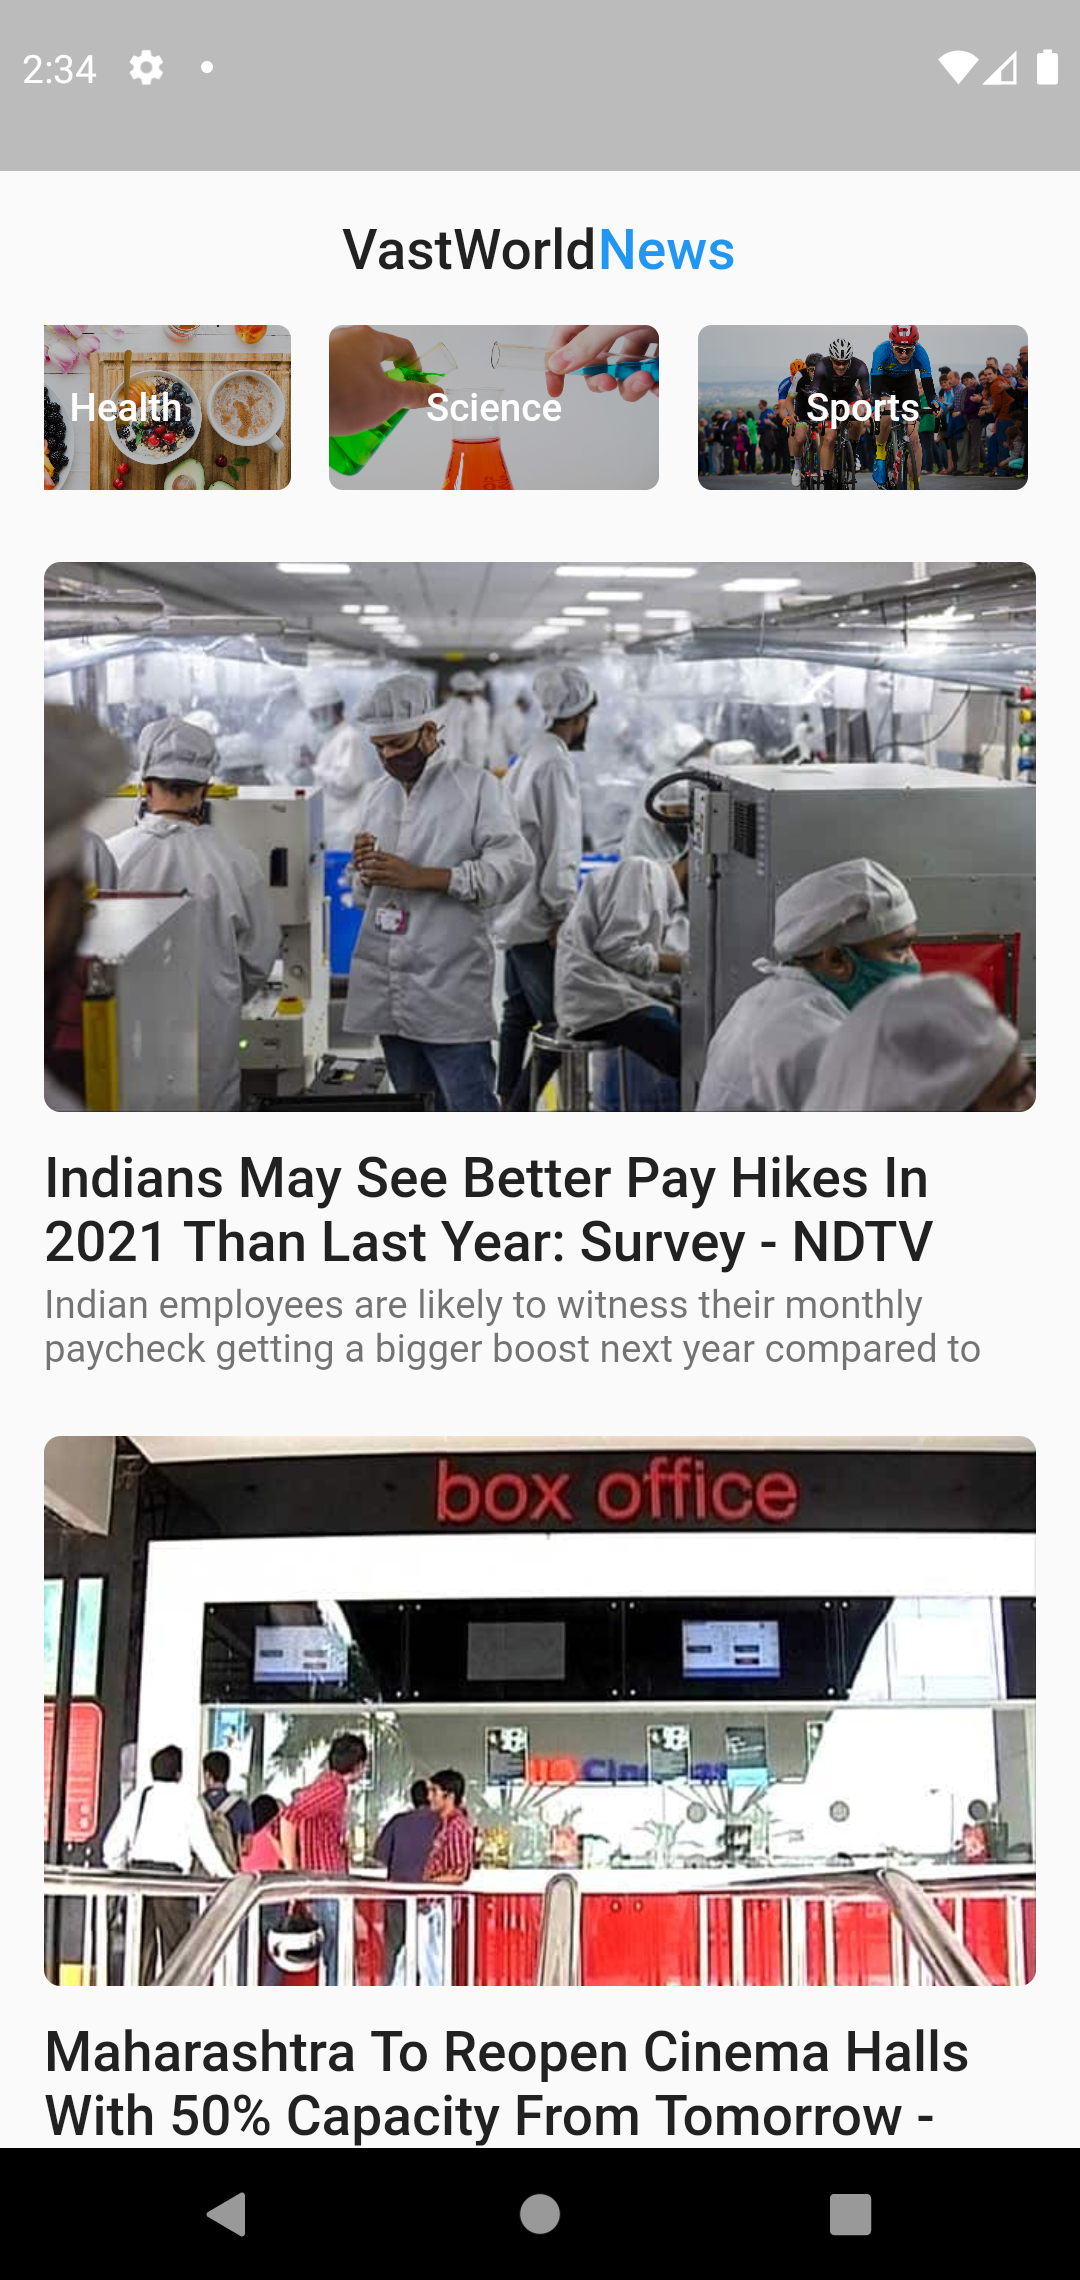 2:34
VastWorldNews
Health
Science
Sports
Indians May See Better Pay Hikes In
2021 Than Last Year: Survey - NDTV
Indian employees are likely to witness their monthly
paycheck getting a bigger boost next year compared to
box office
Maharashtra To Reopen Cinema Halls
With 50% Capacity From Tomorrow -